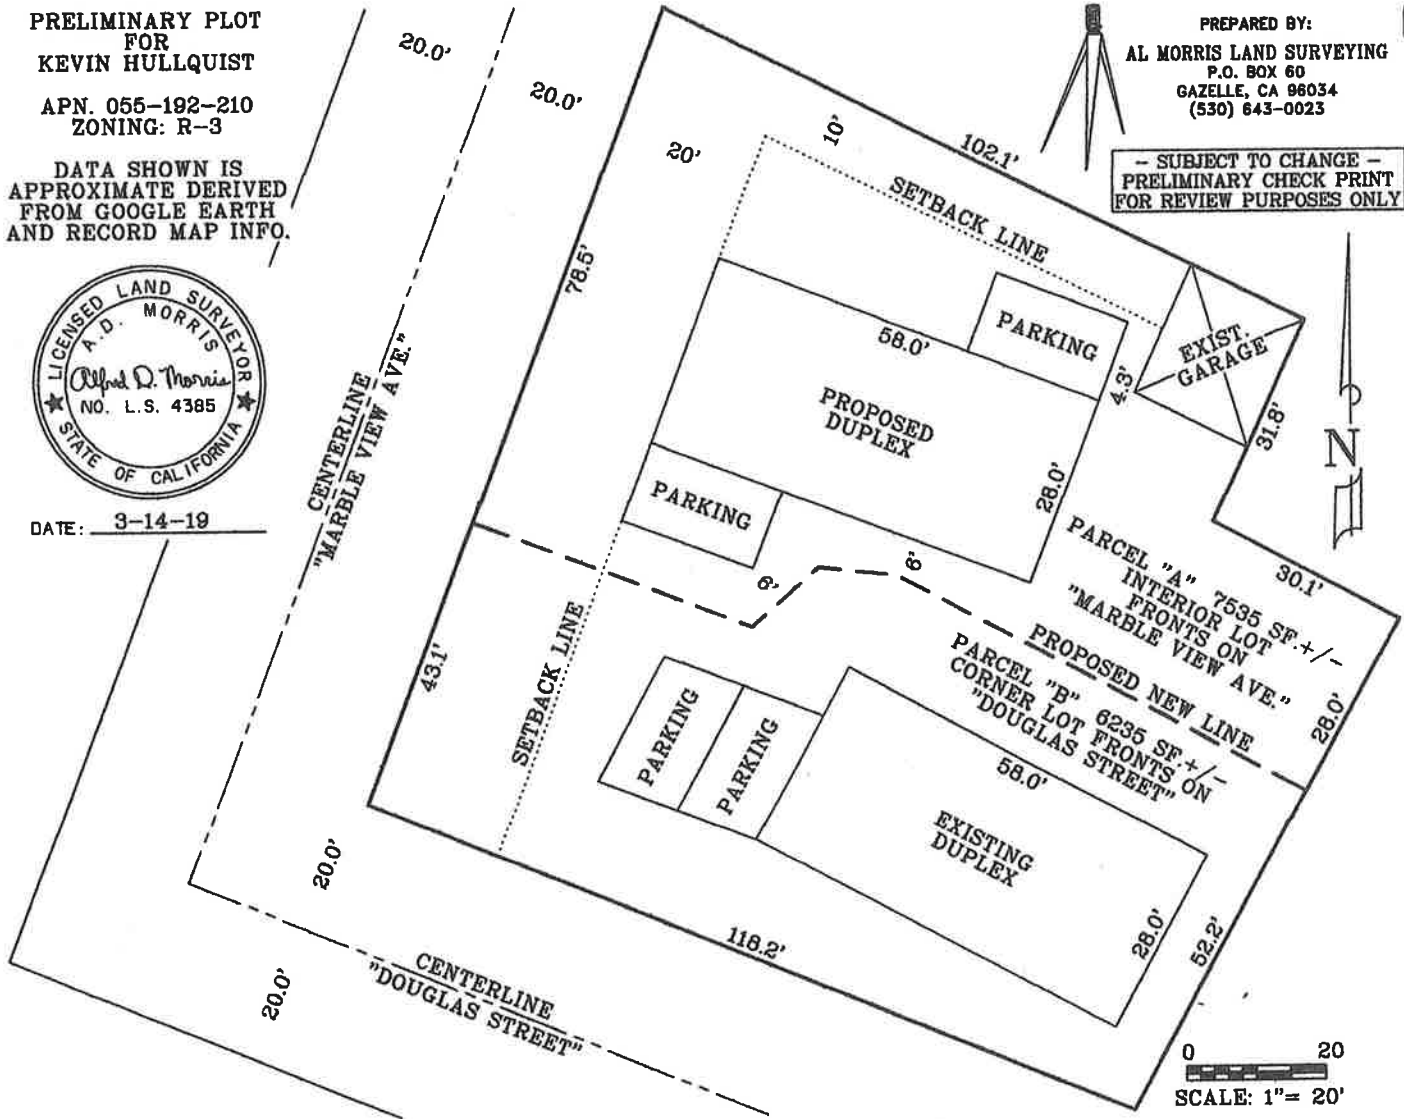 PRELIMINARY PLOT
FOR
KEVIN HULLQUIST
APN. 055-192-210
ZONING: R-3
DATA SHOWN IS
APPROXIMATE DERIVED
FROM GOOGLE EARTH
AND RECORD MAP INFO.
LICENSED LAND SURVEYOR
A.D. MORRIS
Alfred D. Morris
NO. L.S. 4385
STATE OF CALIFORNIA
DATE: 3-14-19
PREPARED BY:
AL MORRIS LAND SURVEYING
P.O. BOX 60
GAZELLE, CA 96034
(530) 643-0023
- SUBJECT TO CHANGE -
PRELIMINARY CHECK PRINT
FOR REVIEW PURPOSES ONLY
N
20.0'
20.0'
20'
10'
102.1'
SETBACK LINE
78.5'
58.0'
PARKING
EXIST.
GARAGE
4.3'
31.8'
PROPOSED
DUPLEX
28.0'
PARKING
CENTERLINE
"MARBLE VIEW AVE."
6'
6'
30.1'
PARCEL "A" 7535 SF.+/-
INTERIOR LOT
FRONTS ON
"MARBLE VIEW AVE."
PROPOSED NEW LINE
PARCEL "B" 6235 SF.+/-
CORNER LOT FRONTS ON
"DOUGLAS STREET"
28.0'
43.1'
SETBACK LINE
PARKING
PARKING
58.0'
EXISTING
DUPLEX
28.0'
52.2'
118.2'
20.0'
20.0'
CENTERLINE
"DOUGLAS STREET"
0 20
SCALE: 1"= 20'